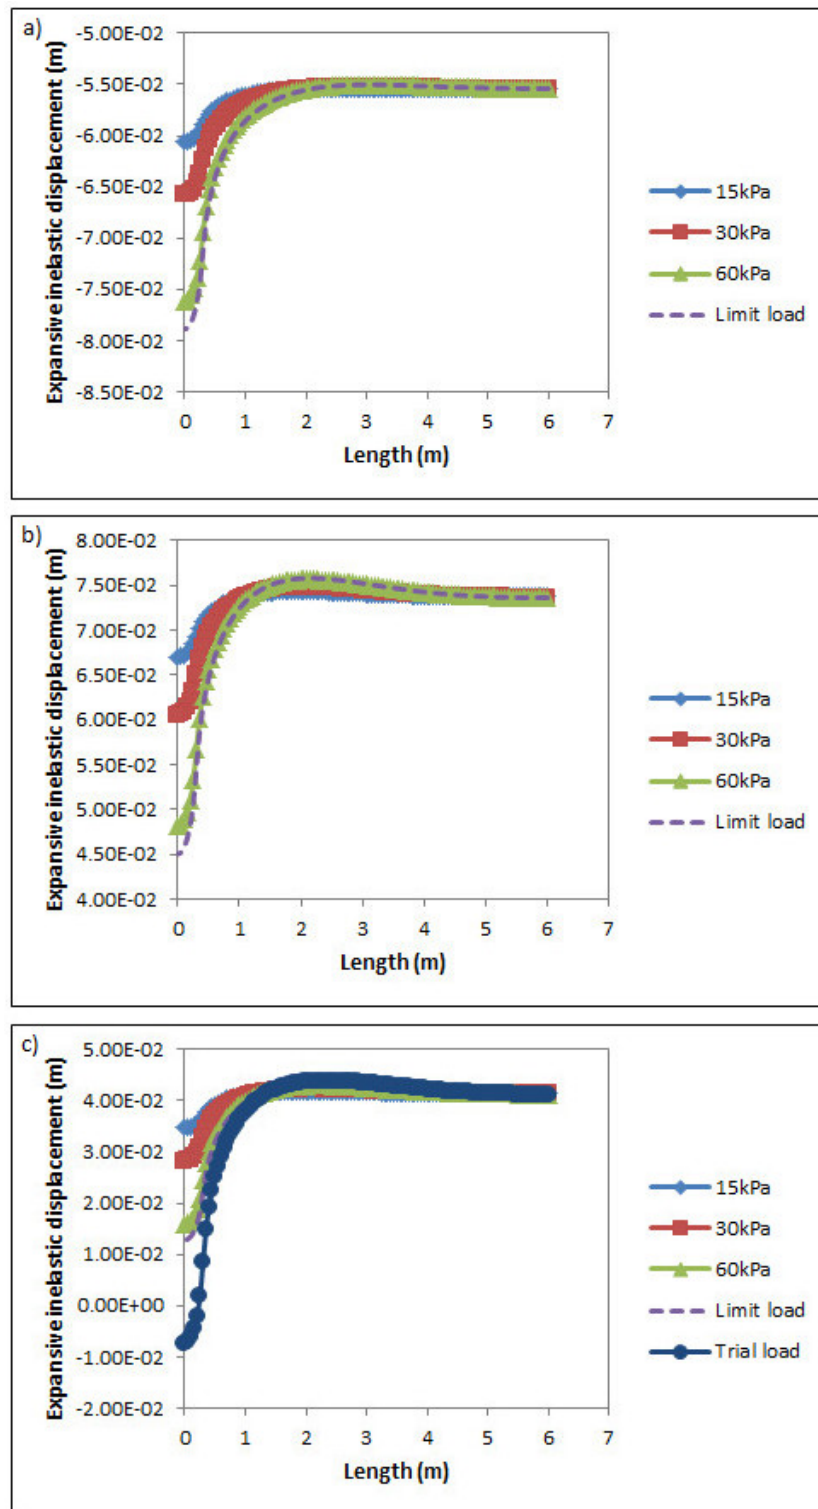 a)
Expansive inelastic displacement (m)
-5.00E-02
-5.50E-02
-6.00E-02
-6.50E-02
-7.00E-02
-7.50E-02
-8.00E-02
-8.50E-02
0 1 2 3 4 5 6 7
Length (m)
15kPa
30kPa
60kPa
Limit load
b)
Expansive inelastic displacement (m)
8.00E-02
7.50E-02
7.00E-02
6.50E-02
6.00E-02
5.50E-02
5.00E-02
4.50E-02
4.00E-02
0 1 2 3 4 5 6 7
Length (m)
15kPa
30kPa
60kPa
Limit load
c)
Expansive inelastic displacement (m)
5.00E-02
4.00E-02
3.00E-02
2.00E-02
1.00E-02
0.00E+00
-1.00E-02
-2.00E-02
0 1 2 3 4 5 6 7
Length (m)
15kPa
30kPa
60kPa
Limit load
Trial load